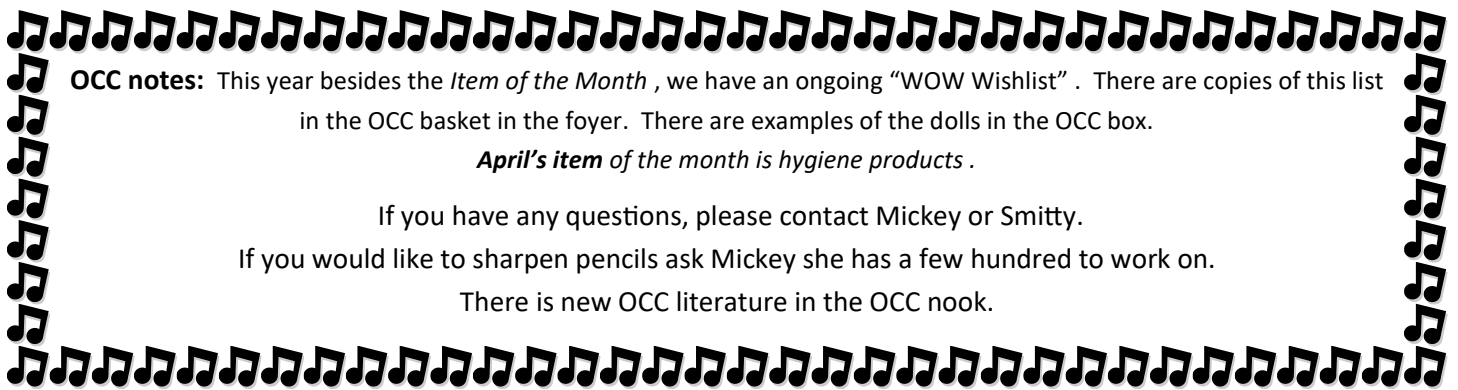 OCC notes: This year besides the Item of the Month , we have an ongoing “WOW Wishlist” . There are copies of this list
in the OCC basket in the foyer. There are examples of the dolls in the OCC box.
April’s item of the month is hygiene products .
If you have any questions, please contact Mickey or Smitty.
If you would like to sharpen pencils ask Mickey she has a few hundred to work on.
There is new OCC literature in the OCC nook.